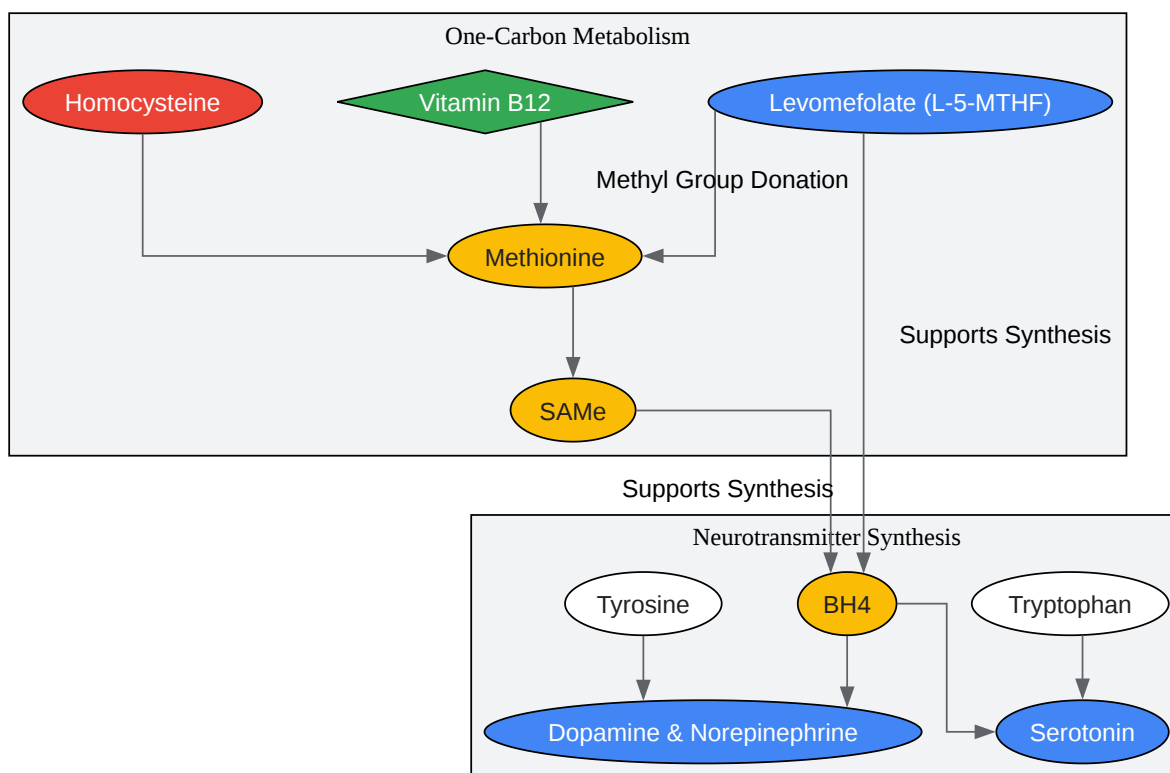 One-Carbon Metabolism
Homocysteine
Vitamin B12
Levomefolate (L-5-MTHF)
Methyl Group Donation
Methionine
Supports Synthesis
SAMe
Supports Synthesis
Neurotransmitter Synthesis
Tyrosine
BH4
Tryptophan
Dopamine & Norepinephrine
Serotonin